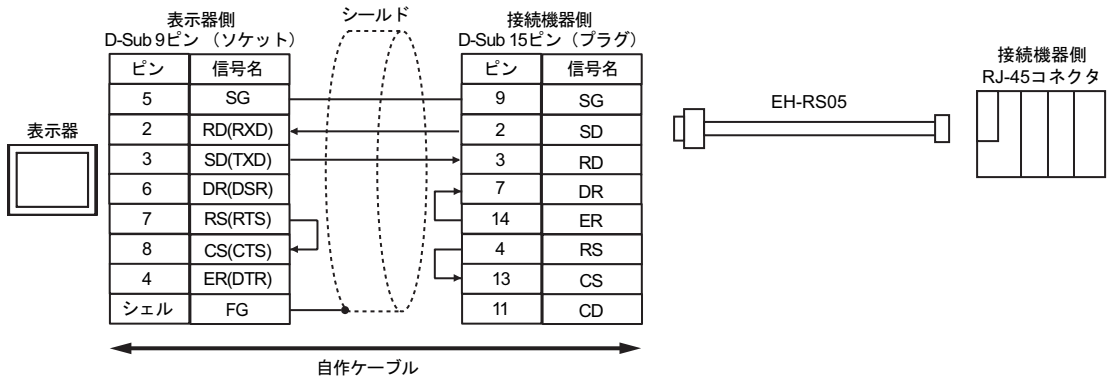 表示器側
D-Sub 9ピン （ソケット）
シールド
接続機器側
D-Sub 15ピン（プラグ）
ピン 信号名
5 SG
2 RD(RXD)
3 SD(TXD)
6 DR(DSR)
7 RS(RTS)
8 CS(CTS)
4 ER(DTR)
シェル FG
ピン 信号名
9 SG
2 SD
3 RD
7 DR
14 ER
4 RS
13 CS
11 CD
表示器
自作ケーブル
EH-RS05
接続機器側
RJ-45コネクタ